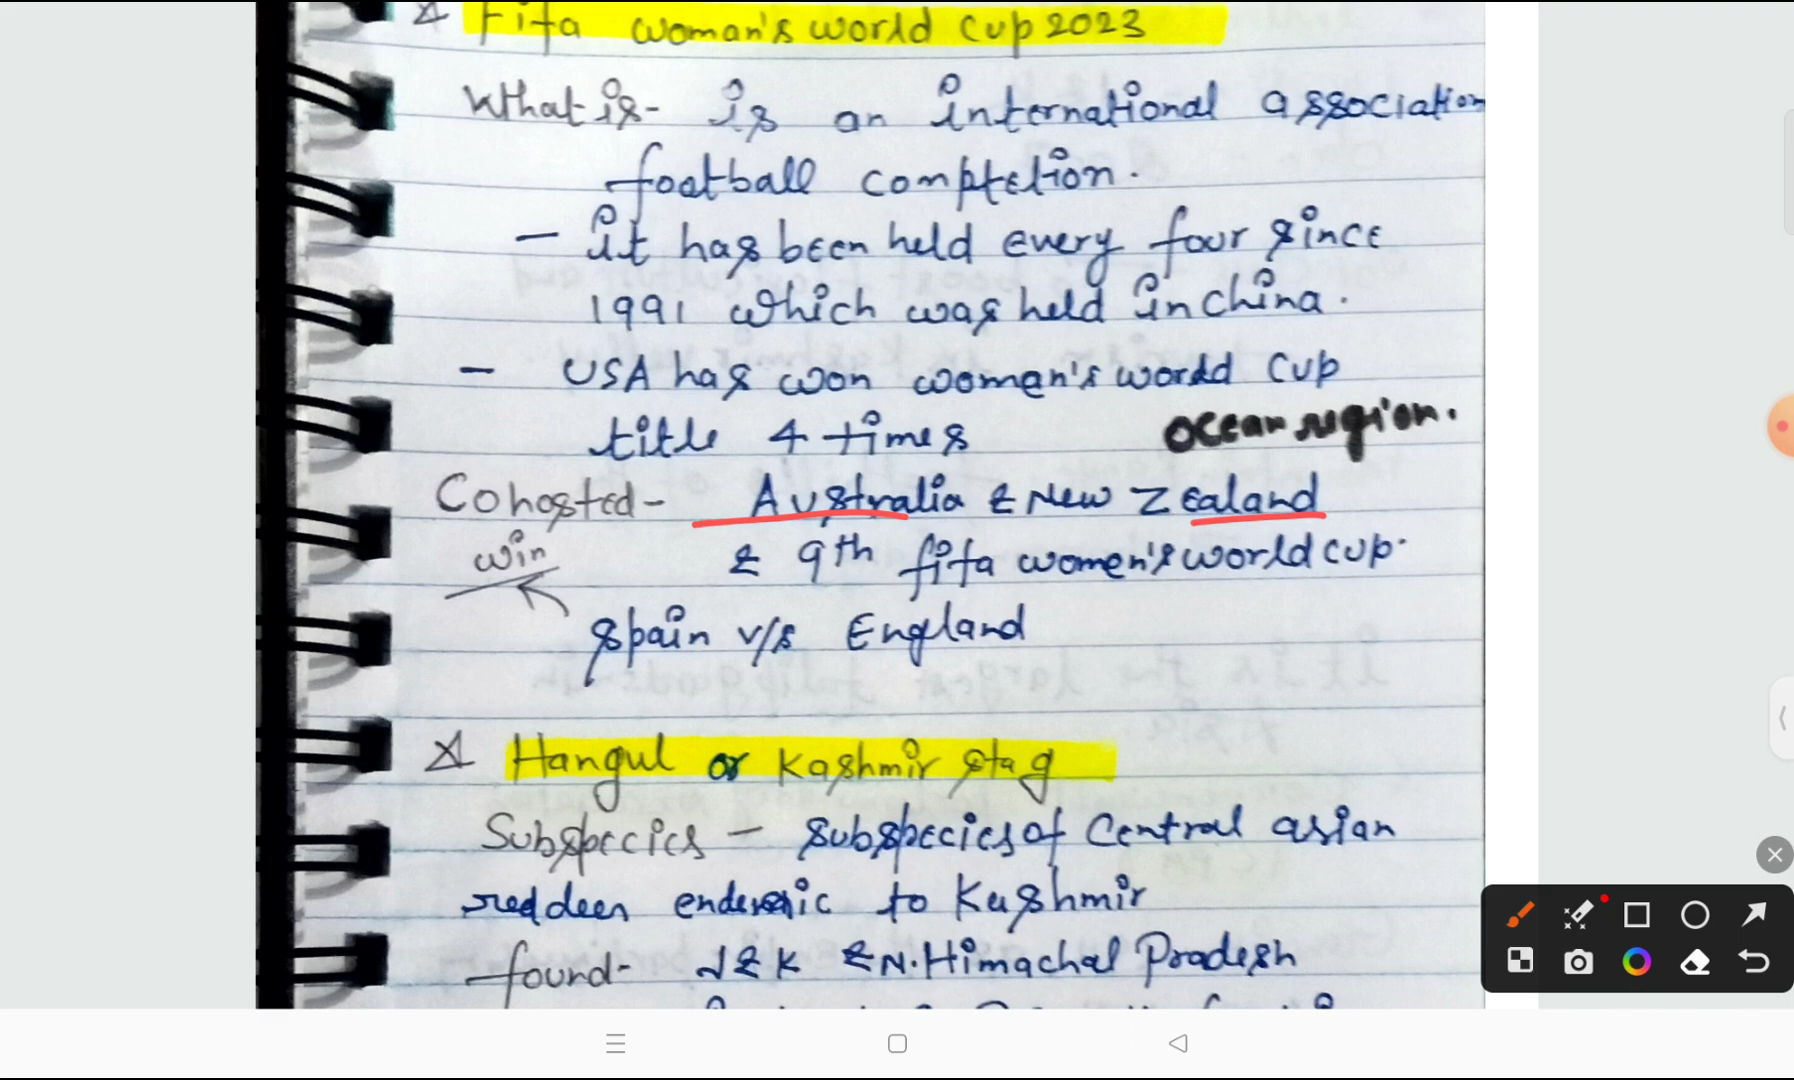 Fifa woman's world cup 2023
What is- is an international association
football comptetion.
- it has been held every four since
1991 which was held in china.
- USA has won women's world cup
title 4 times
ocean region.
Cohosted- Australia & New Zealand
& 9th fifa women's world cup.
win
Spain v/s England
Hangul or Kashmir stag
Subspecies - subspecies of Central asian
red deer endemic to Kashmir
found- J&K & N. Himachal Pradesh